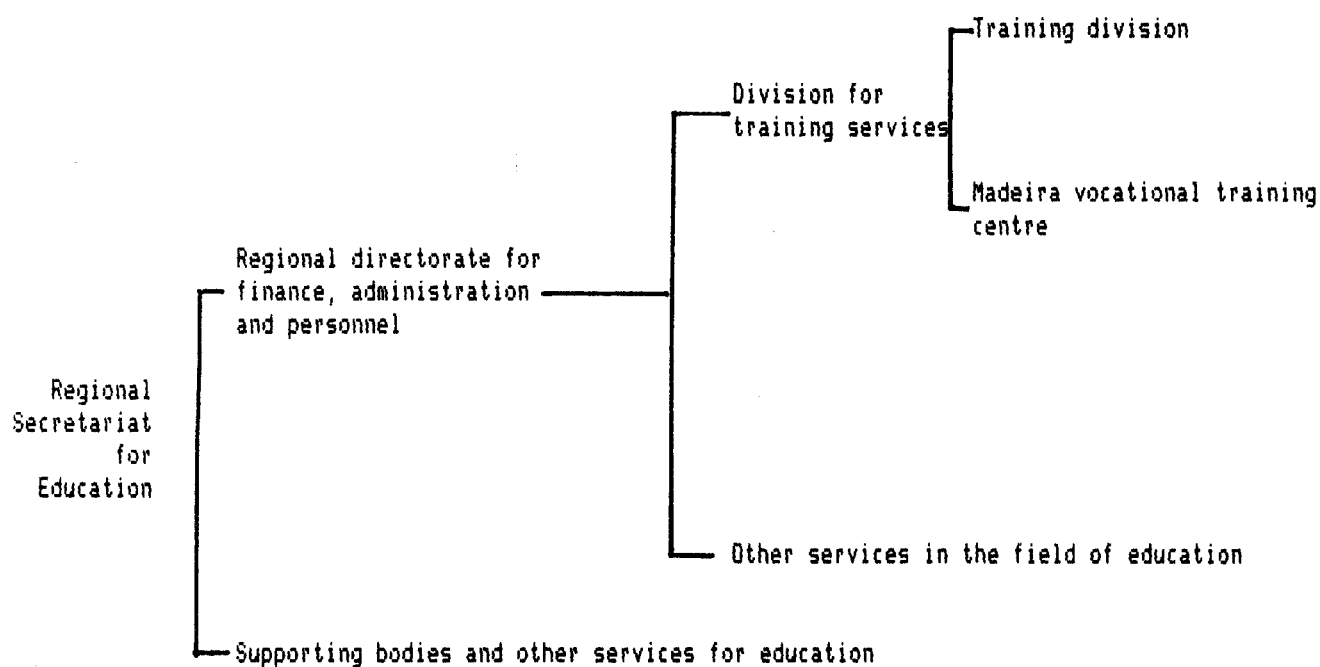 Training division
Division for
training services
Madeira vocational training
centre
Regional directorate for
finance, administration
and personnel
Regional
Secretariat
for
Education
Other services in the field of education
Supporting bodies and other services for education